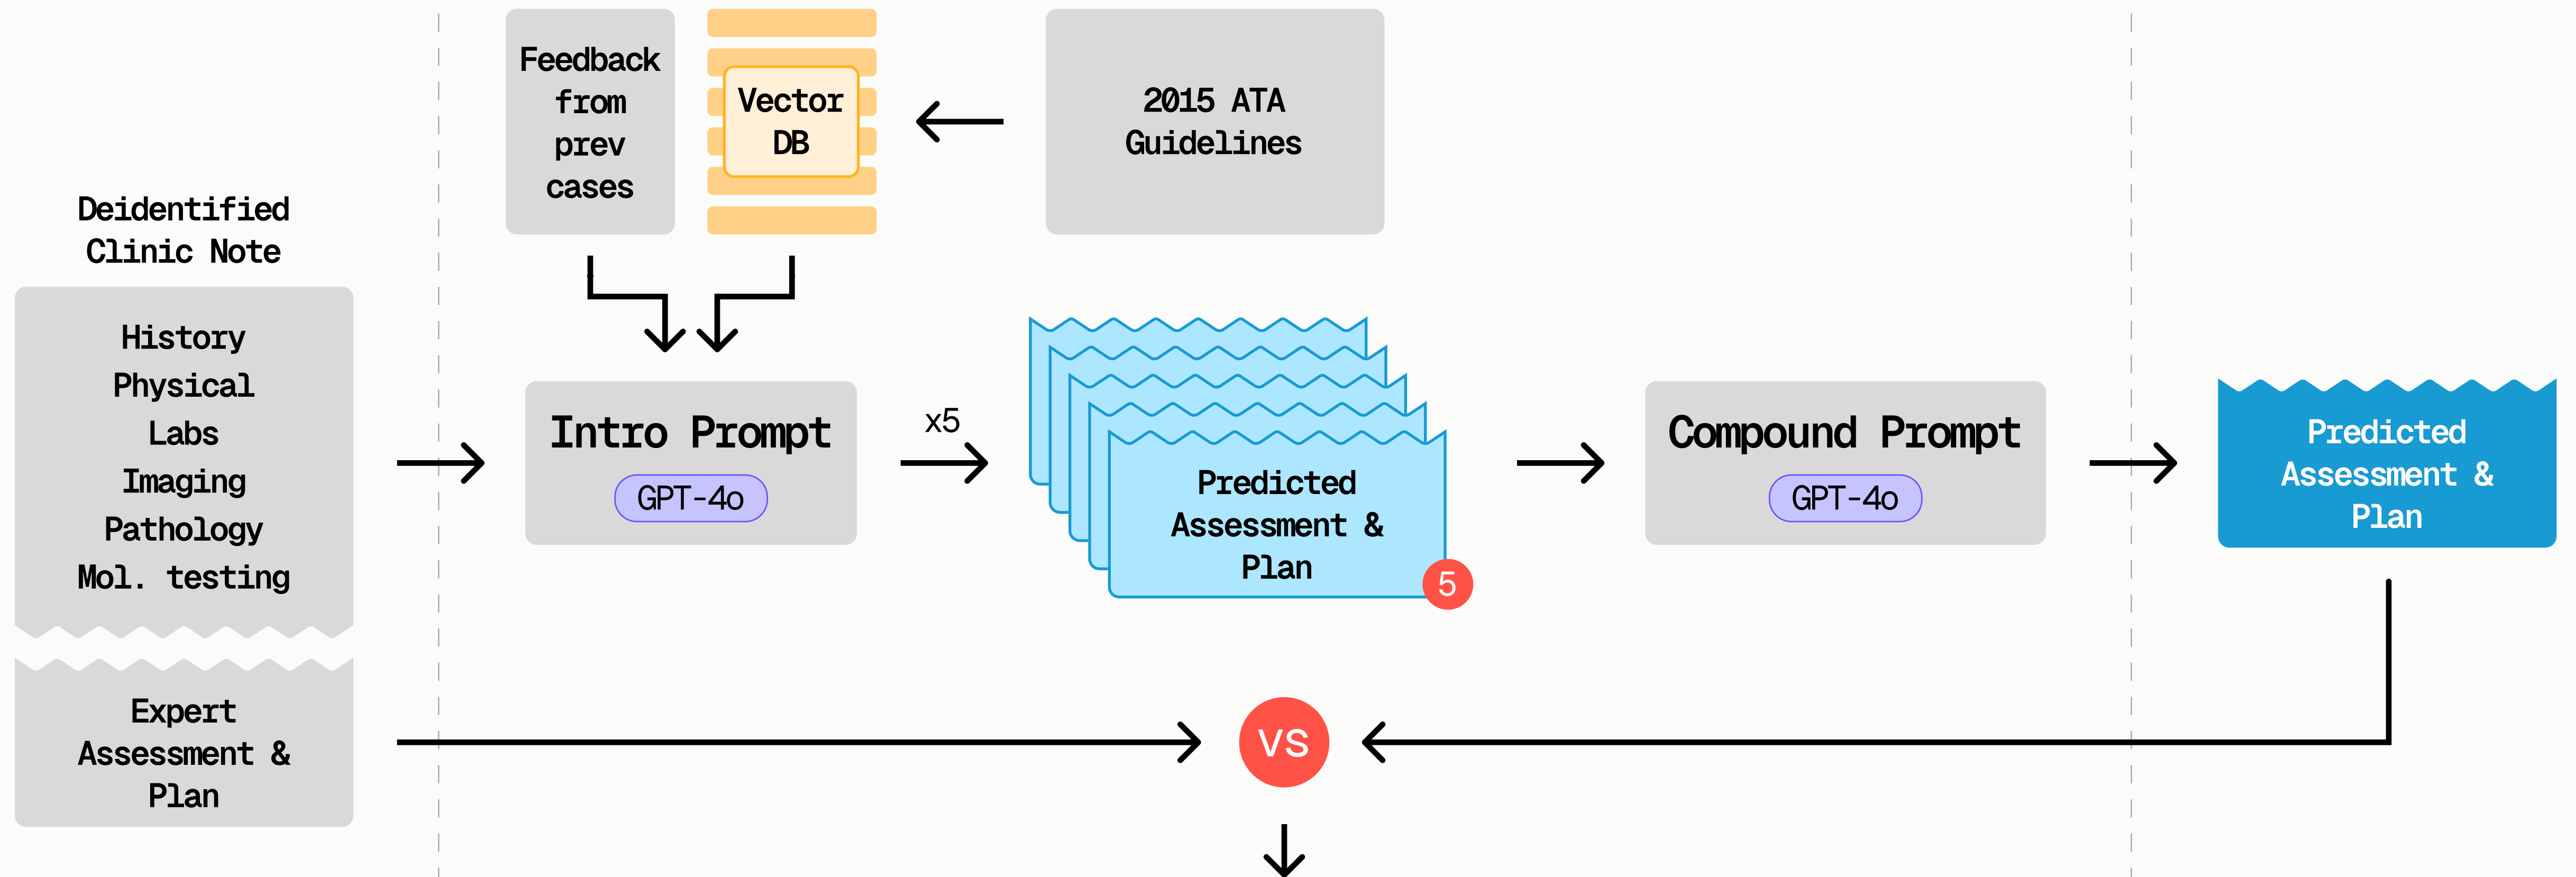 Feedback
from
prev
cases
Vector
DB
2015 ATA
Guidelines
Deidentified
Clinic Note
History
Physical
Labs
Imaging
Pathology
Mol. testing
Intro Prompt
GPT-4o
x5
Predicted
Assessment &
Plan
5
Compound Prompt
GPT-4o
Predicted
Assessment &
Plan
Expert
Assessment &
Plan
VS